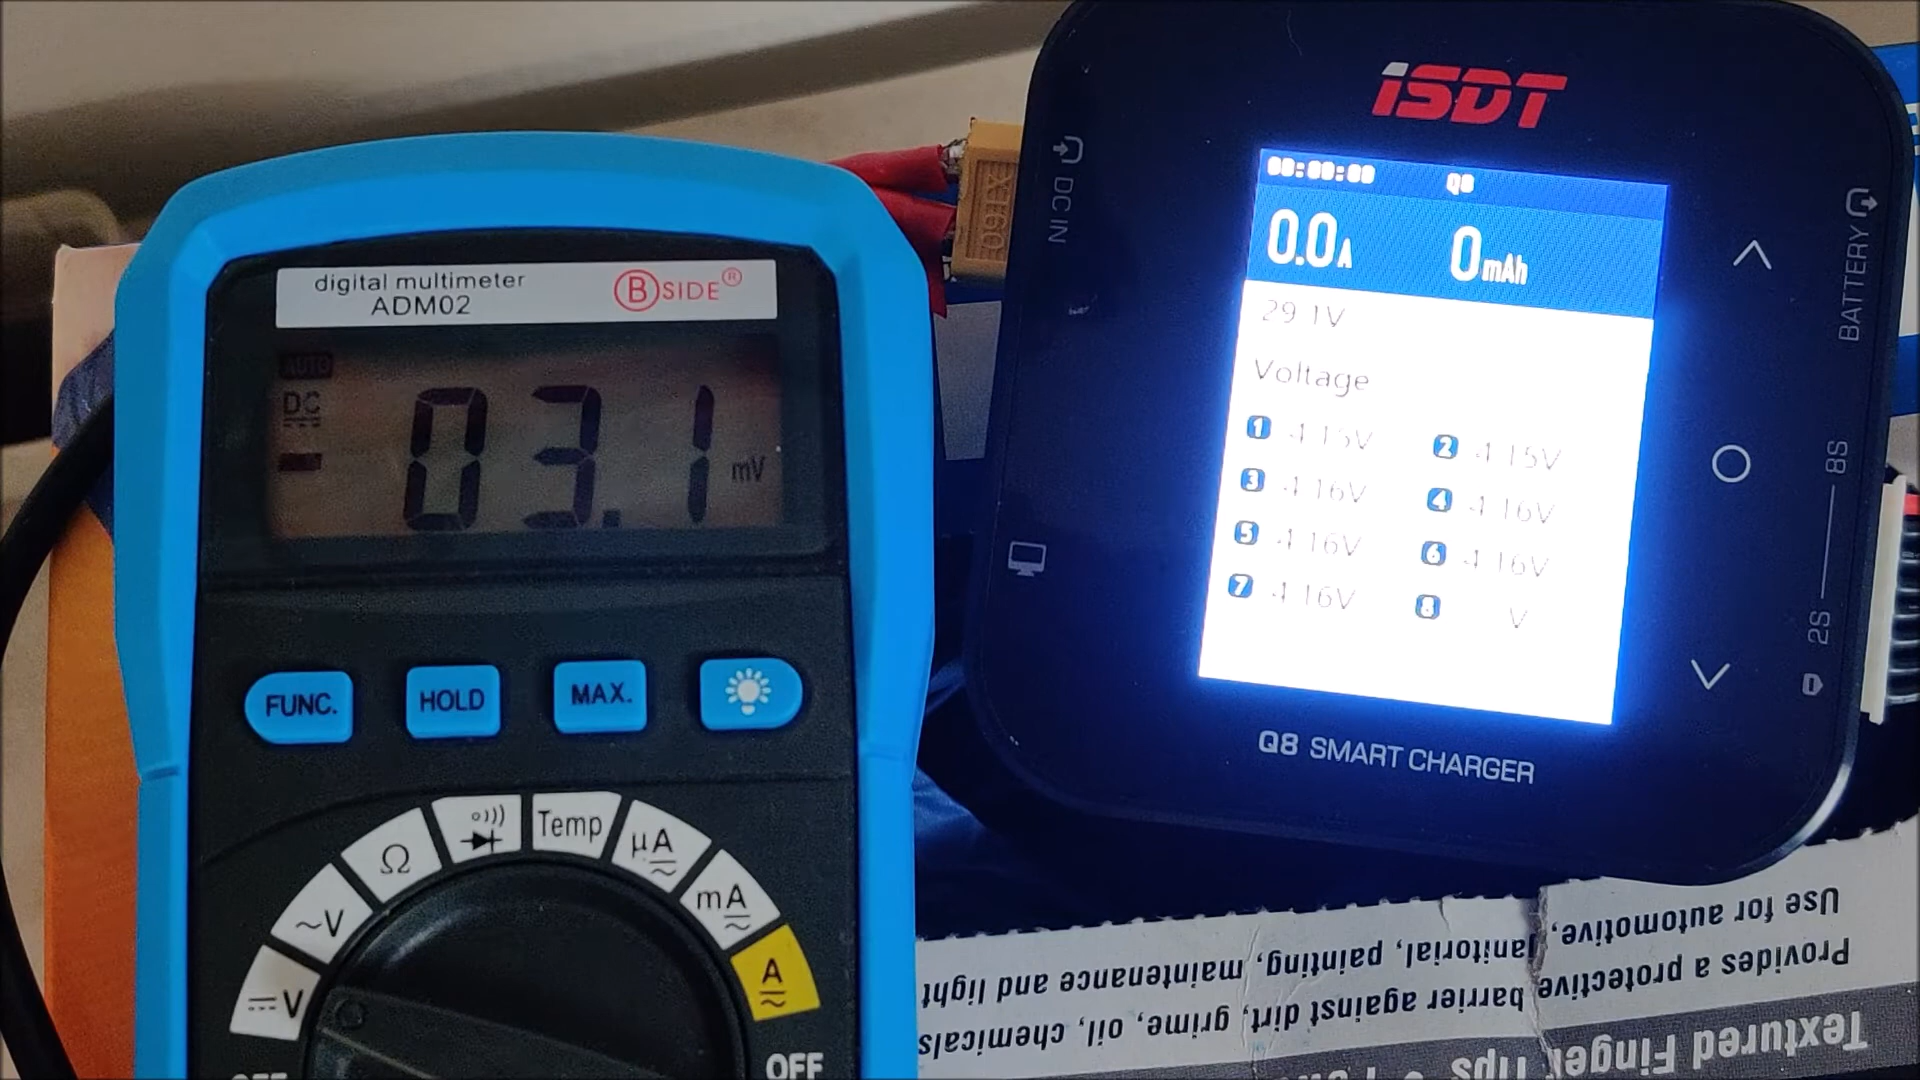 digital multimeter
ADM02
BSIDE®
AUTO
DC
03.1
mV
FUNC.
HOLD
MAX.
Temp
μA
mA
A
Ω
~V
V
OFF
OFF
XT60
iSDT
DC IN
BATTERY
8S
2S
Q8
0.0A
0mAh
29.1V
Voltage
1 4.15V 2 4.15V
3 4.16V 4 4.16V
5 4.16V 6 4.16V
7 4.16V 8 V
Q8 SMART CHARGER
Textured Finger Tips
Provides a protective barrier against dirt, grime, oil, chemicals
Use for automotive, janitorial, painting, maintenance and light